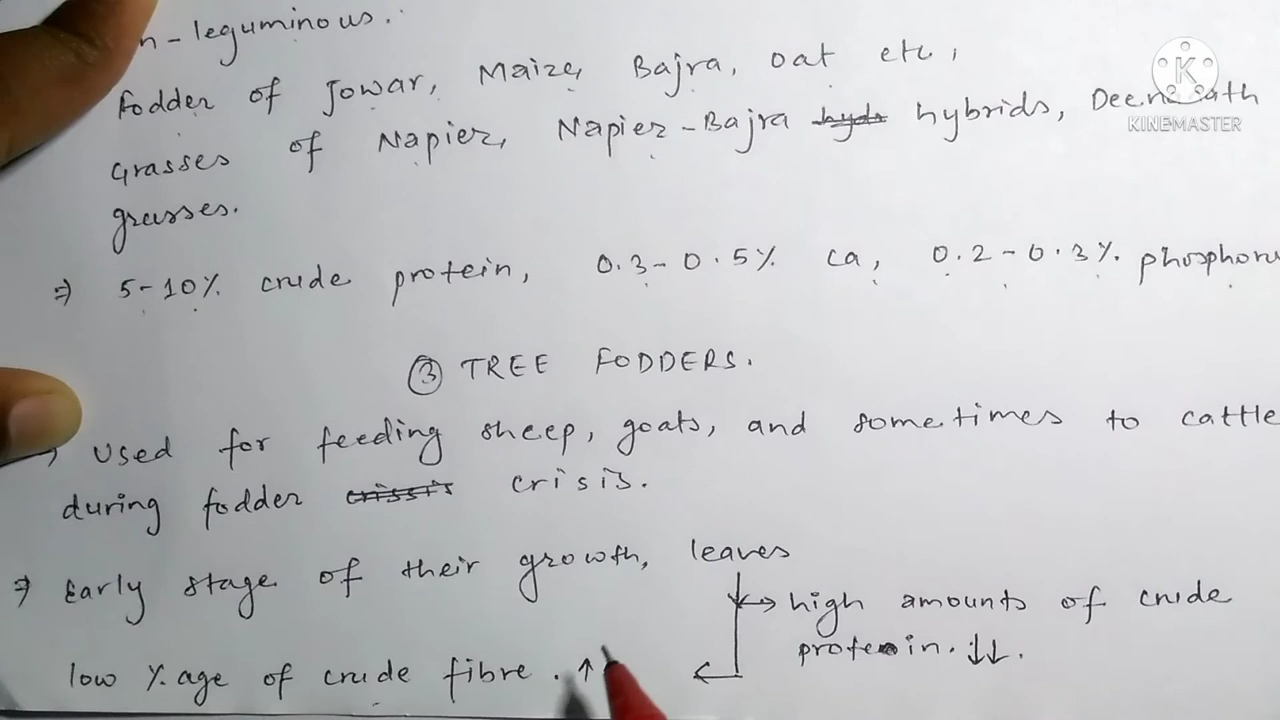 n-leguminous.
Fodder of Jowar, Maize, Bajra, oat etc,
Grasses of Napier, Napier-Bajra hybrids,
grasses.
⇒ 5-10% crude protein, 0.3-0.5% ca, 0.2-0.3% phosphoru
③ TREE FODDERS.
Used for feeding sheep, goats, and sometimes to cattle
during fodder crissis crisis.
⇒ Early stage of their growth, leaves
→ high amounts of crude
protein. ↓↓.
low %age of crude fibre. ↑ ←
K
KINEMASTER